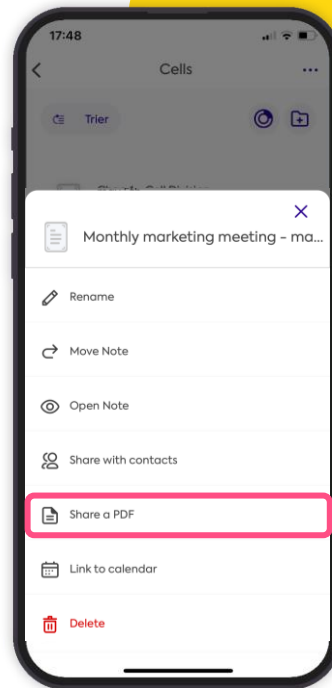 17:48
Cells
Trier
Monthly marketing meeting - ma...
Rename
Move Note
Open Note
Share with contacts
Share a PDF
Link to calendar
Delete